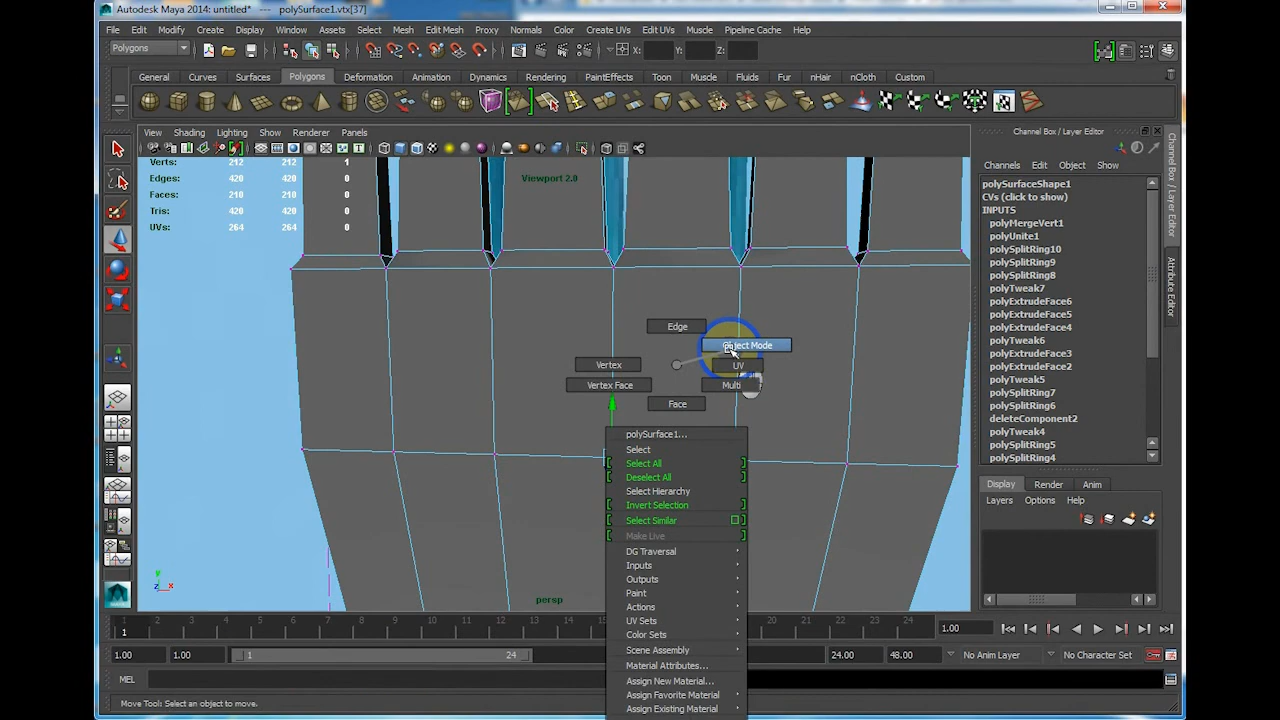 Autodesk Maya 2014: untitled* --- polySurface1.vtx[37]
File Edit Modify Create Display Window Assets Select Mesh Edit Mesh Proxy Normals Color Create UVs Edit UVs Muscle Pipeline Cache Help
Polygons X: Y: Z:
General Curves Surfaces Polygons Deformation Animation Dynamics Rendering PaintEffects Toon Muscle Fluids Fur nHair nCloth Custom
View Shading Lighting Show Renderer Panels
Channel Box / Layer Editor
Channels Edit Object Show
Verts: 212 212 1
Edges: 420 420 0
Faces: 210 210 0
Tris: 420 420 0
UVs: 264 264 0
Viewport 2.0
polySurfaceShape1
CVs (click to show)
INPUTS
polyMergeVert1
polyUnite1
polySplitRing10
polySplitRing9
polySplitRing8
polyTweak7
polyExtrudeFace6
polyExtrudeFace5
polyExtrudeFace4
polyTweak6
polyExtrudeFace3
polyExtrudeFace2
polyTweak5
polySplitRing7
polySplitRing6
deleteComponent2
polyTweak4
polySplitRing5
polySplitRing4
Channel Box / Layer Editor
Attribute Editor
Edge
Object Mode
Vertex
UV
Vertex Face
Multi
Face
polySurface1...
Select
Select All
Deselect All
Select Hierarchy
Invert Selection
Select Similar
Make Live
DG Traversal
Inputs
Outputs
Paint
Actions
UV Sets
Color Sets
Scene Assembly
Material Attributes...
Assign New Material...
Assign Favorite Material
Assign Existing Material
Display Render Anim
Layers Options Help
y
z x
persp
1 2 3 4 5 6 7 8 9 10 11 12 13 14 15 20 21 22 23 24
1
1.00
1.00 1.00 1 24 24.00 48.00 No Anim Layer No Character Set
MEL
Move Tool: Select an object to move.